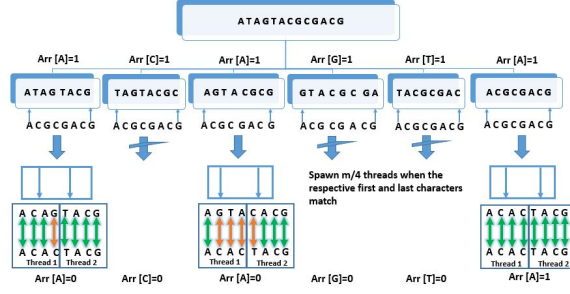 ATAGTACGCGACG
Arr [A]=1 Arr [C]=1 Arr [A]=1 Arr [G]=1 Arr [T]=1 Arr [A]=1
ATAG TACG TAGTACGC AGT A CGCG GT A CG C GA TACGCGAC ACGCGACG
ACGCGACG ACGCGACG ACGC GACG ACG CG A CG ACGCGACG ACGCGACG
Spawn m/4 threads when the
respective first and last characters
match
A C A G T A C G A G T A C A C G A C A C T A C G
A C A C T A C G A C A C T A C G A C A C T A C G
Thread 1 Thread 2 Thread 1 Thread 2 Thread 1 Thread 2
Arr [A]=0 Arr [C]=0 Arr [A]=0 Arr [G]=0 Arr [T]=0 Arr [A]=1